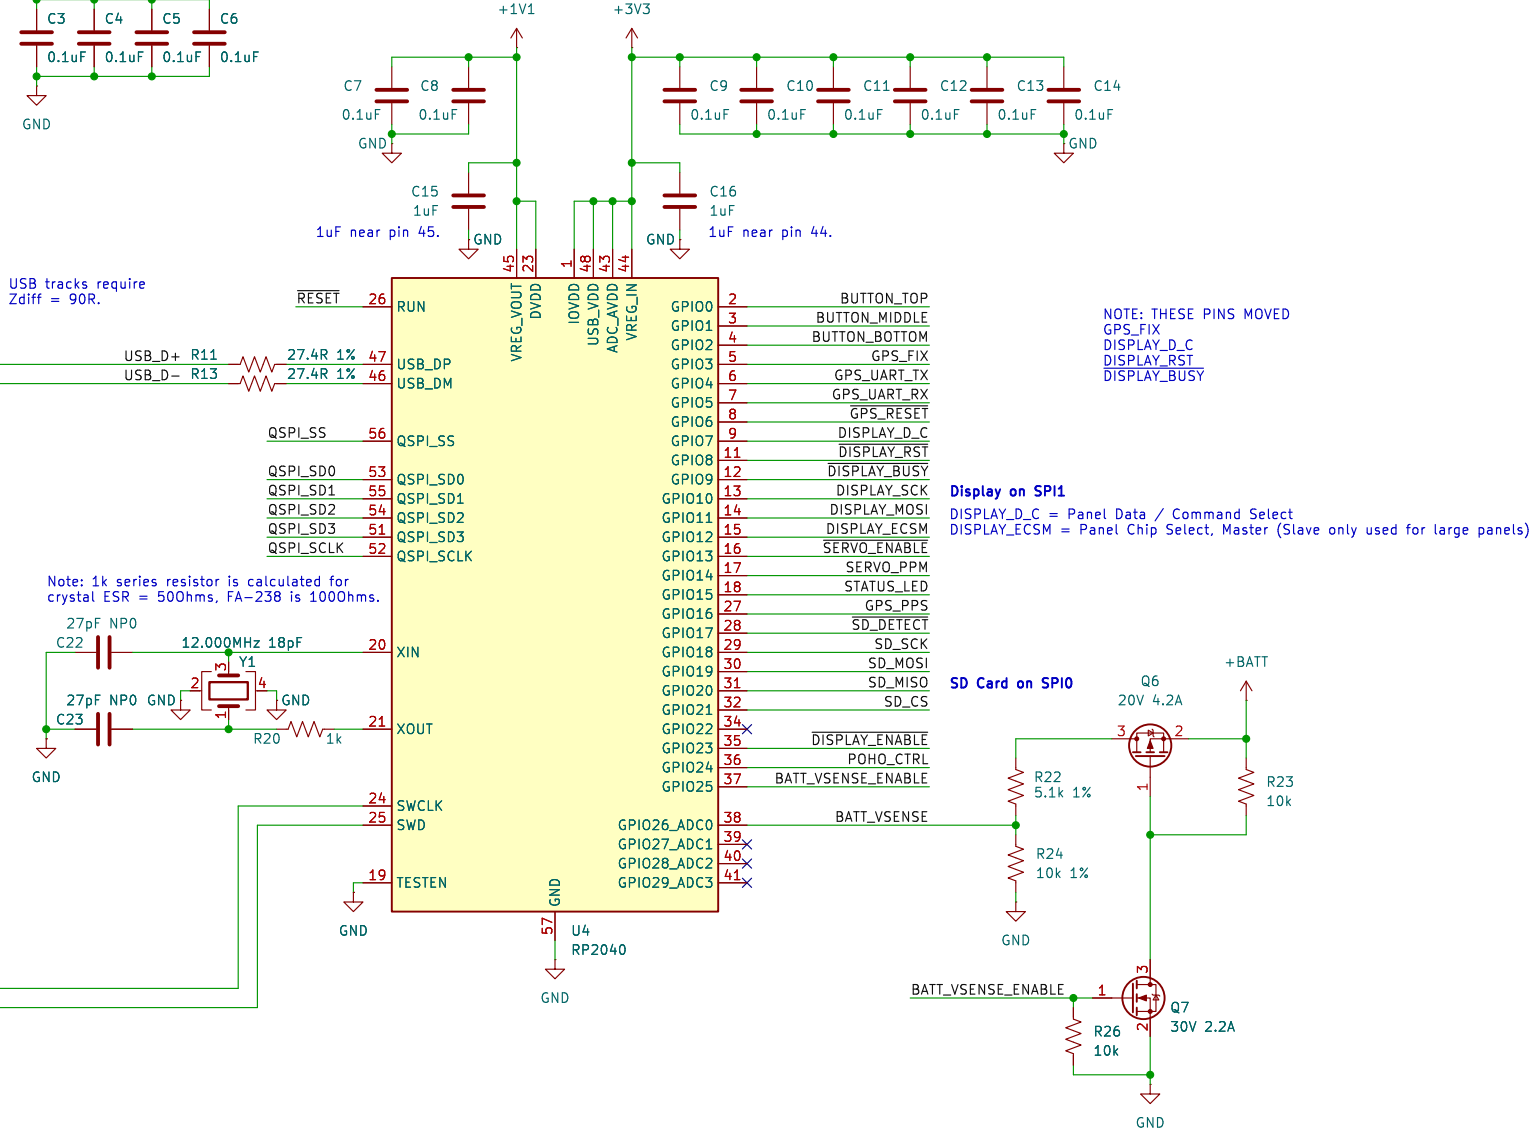 +1V1
+3V3
C3
C4
C5
C6
0.1uF
0.1uF
0.1uF
0.1uF
GND
C7
C8
0.1uF
0.1uF
GND
C9
C10
C11
C12
C13
C14
0.1uF
0.1uF
0.1uF
0.1uF
0.1uF
0.1uF
GND
C15
1uF
C16
1uF
1uF near pin 45.
GND
GND
1uF near pin 44.
USB tracks require
Zdiff = 90R.
45
23
1
48
43
44
VREG_VOUT
DVDD
IOVDD
USB_VDD
ADC_AVDD
VREG_IN
RESET
26
RUN
USB_D+
R11
27.4R 1%
47
USB_DP
USB_D-
R13
27.4R 1%
46
USB_DM
QSPI_SS
56
QSPI_SS
QSPI_SD0
53
QSPI_SD0
QSPI_SD1
55
QSPI_SD1
QSPI_SD2
54
QSPI_SD2
QSPI_SD3
51
QSPI_SD3
QSPI_SCLK
52
QSPI_SCLK
Note: 1k series resistor is calculated for
crystal ESR = 50Ohms, FA-238 is 100Ohms.
27pF NP0
C22
12.000MHz 18pF
20
XIN
Y1
3
2
4
1
GND
GND
27pF NP0
C23
R20
1k
21
XOUT
GND
24
SWCLK
25
SWD
19
TESTEN
GND
GND
57
U4
RP2040
GND
GPIO0
2
BUTTON_TOP
GPIO1
3
BUTTON_MIDDLE
GPIO2
4
BUTTON_BOTTOM
GPIO3
5
GPS_FIX
GPIO4
6
GPS_UART_TX
GPIO5
7
GPS_UART_RX
GPIO6
8
GPS_RESET
GPIO7
9
DISPLAY_D_C
GPIO8
11
DISPLAY_RST
GPIO9
12
DISPLAY_BUSY
GPIO10
13
DISPLAY_SCK
GPIO11
14
DISPLAY_MOSI
GPIO12
15
DISPLAY_ECSM
GPIO13
16
SERVO_ENABLE
GPIO14
17
SERVO_PPM
GPIO15
18
STATUS_LED
GPIO16
27
GPS_PPS
GPIO17
28
SD_DETECT
GPIO18
29
SD_SCK
GPIO19
30
SD_MOSI
GPIO20
31
SD_MISO
GPIO21
32
SD_CS
GPIO22
34
GPIO23
35
DISPLAY_ENABLE
GPIO24
36
POHO_CTRL
GPIO25
37
BATT_VSENSE_ENABLE
GPIO26_ADC0
38
BATT_VSENSE
GPIO27_ADC1
39
GPIO28_ADC2
40
GPIO29_ADC3
41
NOTE: THESE PINS MOVED
GPS_FIX
DISPLAY_D_C
DISPLAY_RST
DISPLAY_BUSY
Display on SPI1
DISPLAY_D_C = Panel Data / Command Select
DISPLAY_ECSM = Panel Chip Select, Master (Slave only used for large panels)
SD Card on SPI0
+BATT
Q6
20V 4.2A
3
2
1
R22
5.1k 1%
R23
10k
R24
10k 1%
GND
BATT_VSENSE_ENABLE
1
3
2
Q7
30V 2.2A
R26
10k
GND